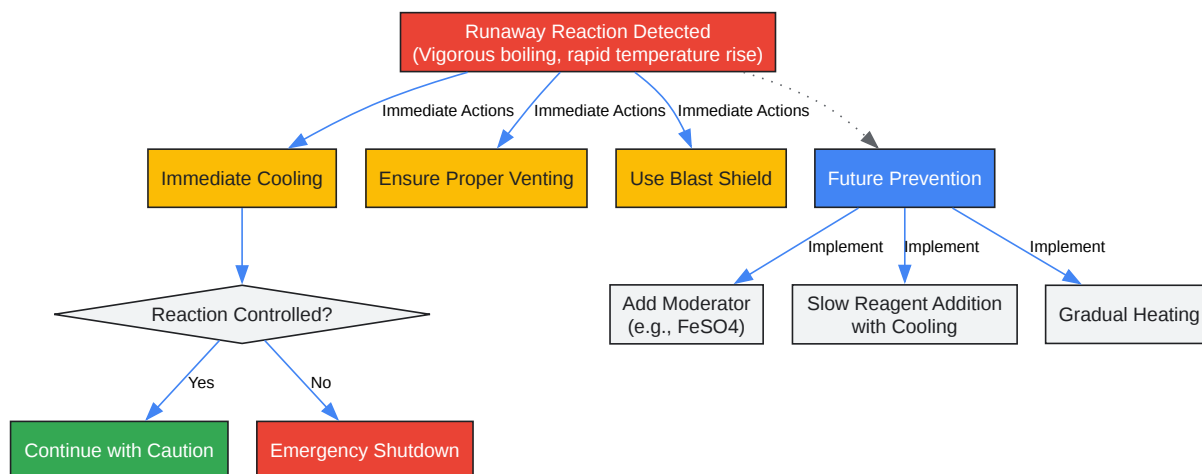 Runaway Reaction Detected
(Vigorous boiling, rapid temperature rise)
Immediate Actions
Immediate Actions
Immediate Actions
Immediate Cooling
Ensure Proper Venting
Use Blast Shield
Future Prevention
Implement
Implement
Implement
Reaction Controlled?
Add Moderator
(e.g., FeSO4)
Slow Reagent Addition
with Cooling
Gradual Heating
Yes
No
Continue with Caution
Emergency Shutdown